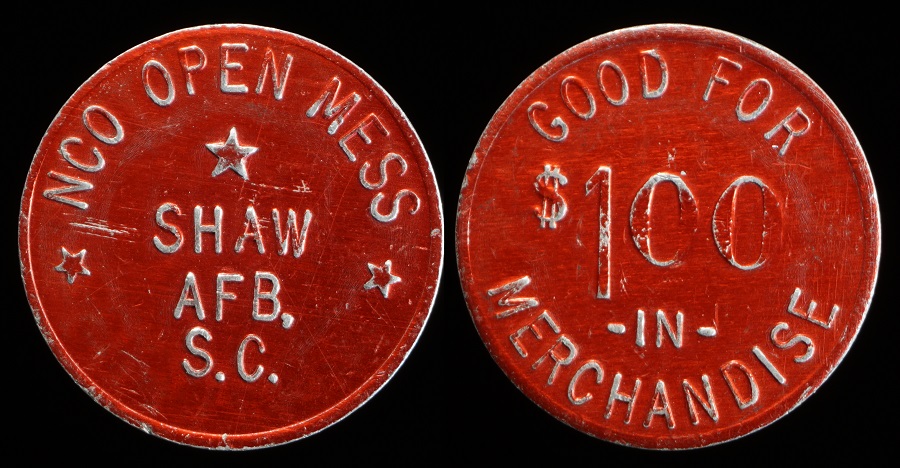 NCO OPEN MESS
SHAW
AFB,
S.C.
GOOD FOR
$100
-IN-
MERCHANDISE